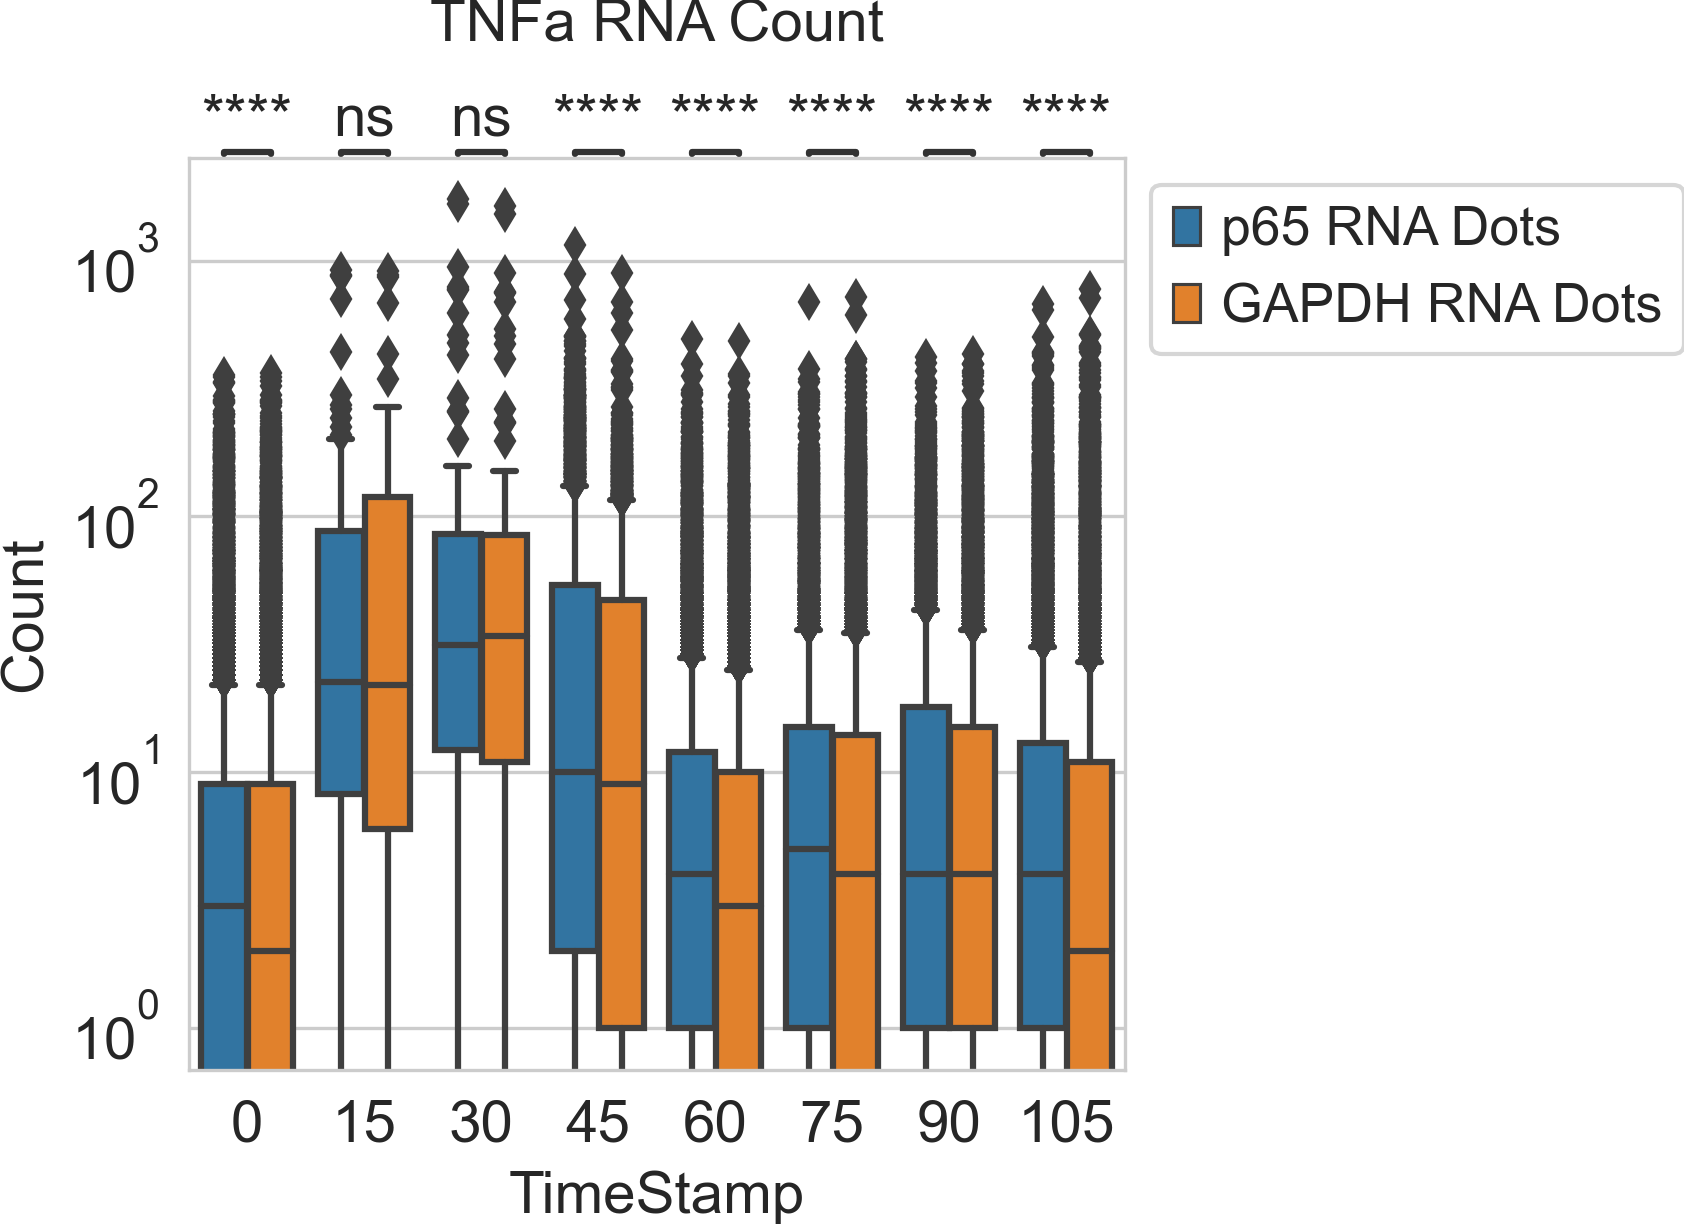 TNFa RNA Count
**** ns ns **** **** **** **** ****
p65 RNA Dots
GAPDH RNA Dots
10³
10²
10¹
10⁰
Count
0 15 30 45 60 75 90 105
TimeStamp